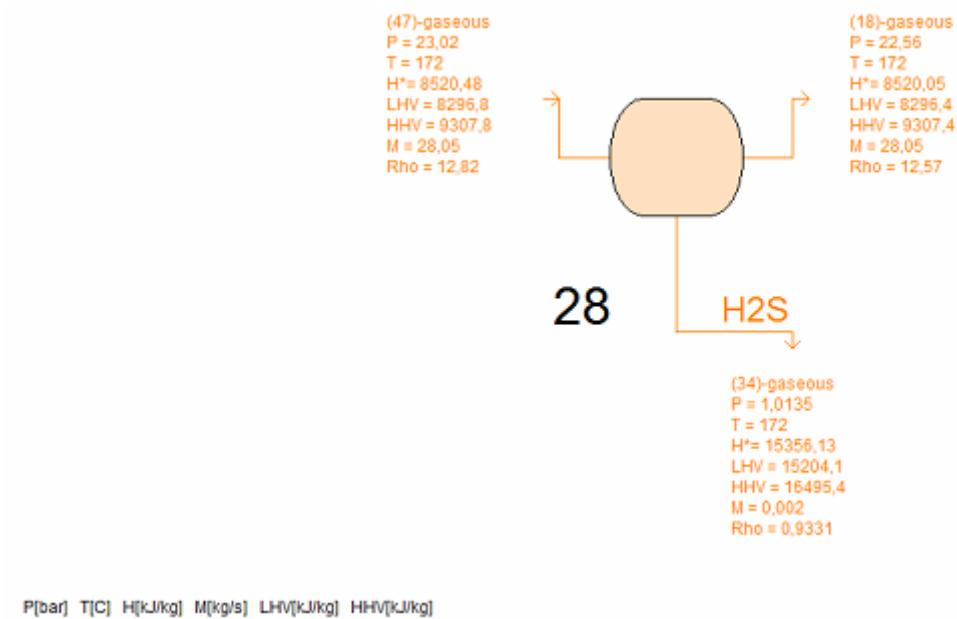 (47)-gaseous
P = 23,02
T = 172
H*= 8520,48
LHV = 8296,8
HHV = 9307,8
M = 28,05
Rho = 12,82
(18)-gaseous
P = 22,56
T = 172
H*= 8520,05
LHV = 8296,4
HHV = 9307,4
M = 28,05
Rho = 12,57
28
H2S
(34)-gaseous
P = 1,0135
T = 172
H*= 15356,13
LHV = 15204,1
HHV = 16495,4
M = 0,002
Rho = 0,9331
P[bar] T[C] H[kJ/kg] M[kg/s] LHV[kJ/kg] HHV[kJ/kg]